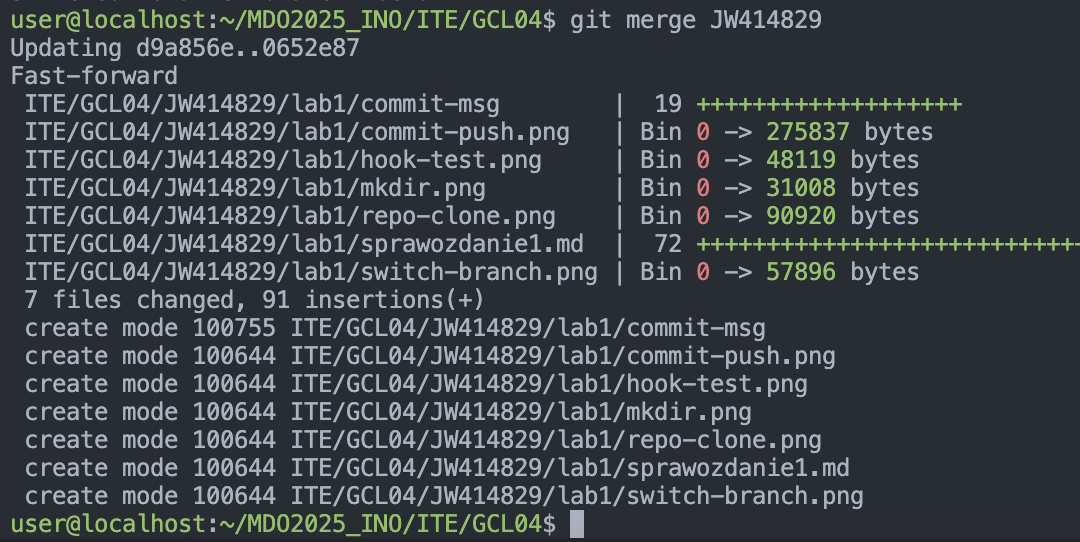 user@localhost:~/MDO2025_INO/ITE/GCL04$ git merge JW414829
Updating d9a856e..0652e87
Fast-forward
 ITE/GCL04/JW414829/lab1/commit-msg        |  19 +++++++++++++++++++
 ITE/GCL04/JW414829/lab1/commit-push.png   | Bin 0 -> 275837 bytes
 ITE/GCL04/JW414829/lab1/hook-test.png     | Bin 0 -> 48119 bytes
 ITE/GCL04/JW414829/lab1/mkdir.png         | Bin 0 -> 31008 bytes
 ITE/GCL04/JW414829/lab1/repo-clone.png    | Bin 0 -> 90920 bytes
 ITE/GCL04/JW414829/lab1/sprawozdanie1.md  |  72 ++++++++++++++++++++++++++++
 ITE/GCL04/JW414829/lab1/switch-branch.png | Bin 0 -> 57896 bytes
 7 files changed, 91 insertions(+)
 create mode 100755 ITE/GCL04/JW414829/lab1/commit-msg
 create mode 100644 ITE/GCL04/JW414829/lab1/commit-push.png
 create mode 100644 ITE/GCL04/JW414829/lab1/hook-test.png
 create mode 100644 ITE/GCL04/JW414829/lab1/mkdir.png
 create mode 100644 ITE/GCL04/JW414829/lab1/repo-clone.png
 create mode 100644 ITE/GCL04/JW414829/lab1/sprawozdanie1.md
 create mode 100644 ITE/GCL04/JW414829/lab1/switch-branch.png
user@localhost:~/MDO2025_INO/ITE/GCL04$